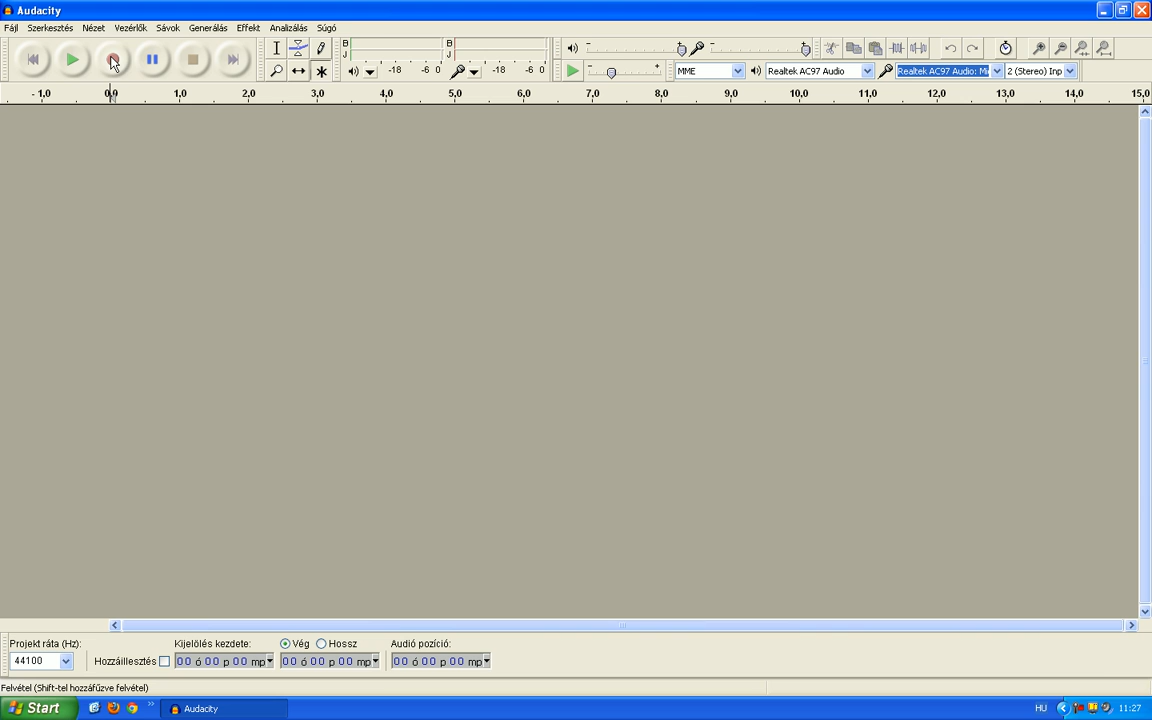 Audacity
Fájl Szerkesztés Nézet Vezérlők Sávok Generálás Effekt Analizálás Súgó
B
J
-18 -6 0
B
J
-18 -6 0
MME
Realtek AC97 Audio
Realtek AC97 Audio: Mi
2 (Stereo) Inp
- 1,0 0,0 1,0 2,0 3,0 4,0 5,0 6,0 7,0 8,0 9,0 10,0 11,0 12,0 13,0 14,0 15,0
Projekt ráta (Hz): Kijelölés kezdete: Vég Hossz Audió pozíció:
44100 Hozzáillesztés 00 ó 00 p 00 mp 00 ó 00 p 00 mp 00 ó 00 p 00 mp
Felvétel (Shift-tel hozzáfűzve felvétel)
Start Audacity HU 11:27